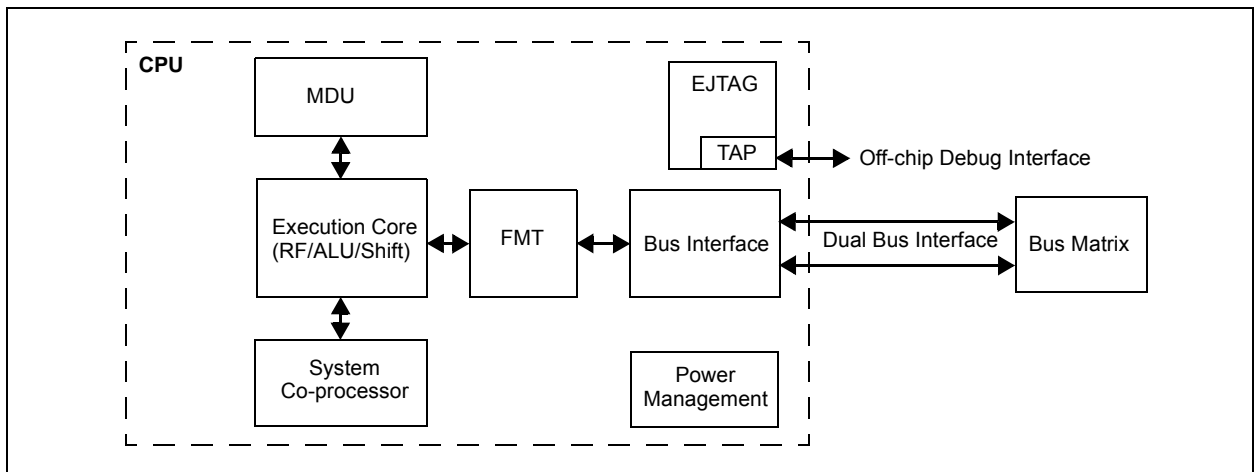 CPU
MDU
EJTAG
TAP
Off-chip Debug Interface
Execution Core
(RF/ALU/Shift)
FMT
Bus Interface
Dual Bus Interface
Bus Matrix
System
Co-processor
Power
Management